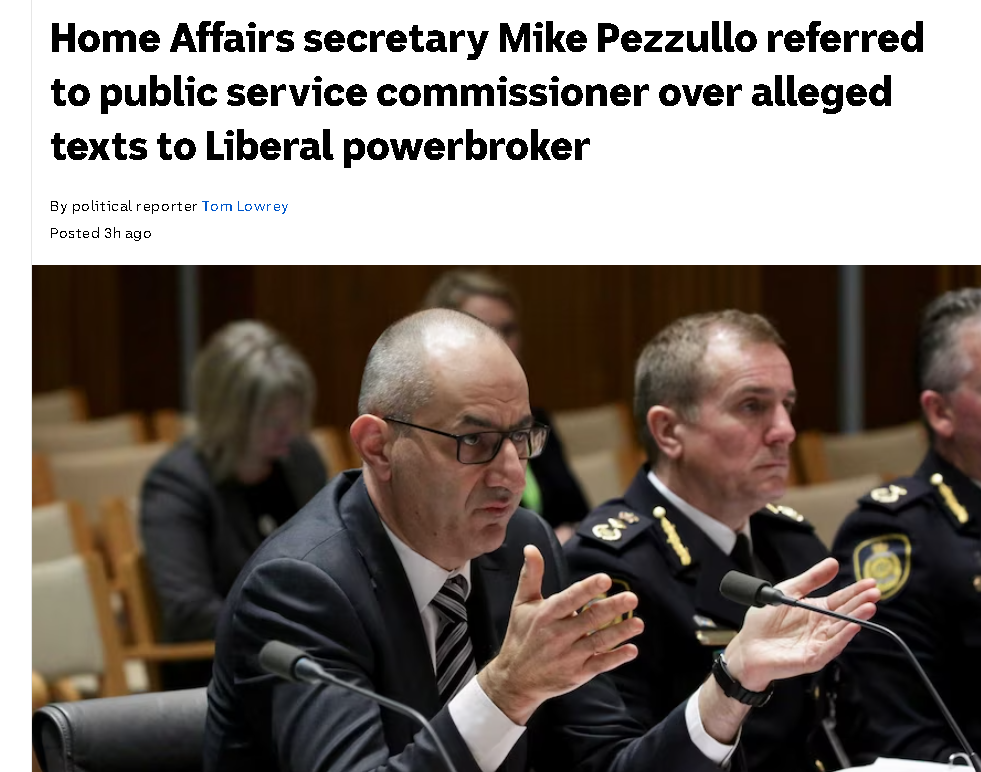 Home Affairs secretary Mike Pezzullo referred
to public service commissioner over alleged
texts to Liberal powerbroker
By political reporter Tom Lowrey
Posted 3h ago